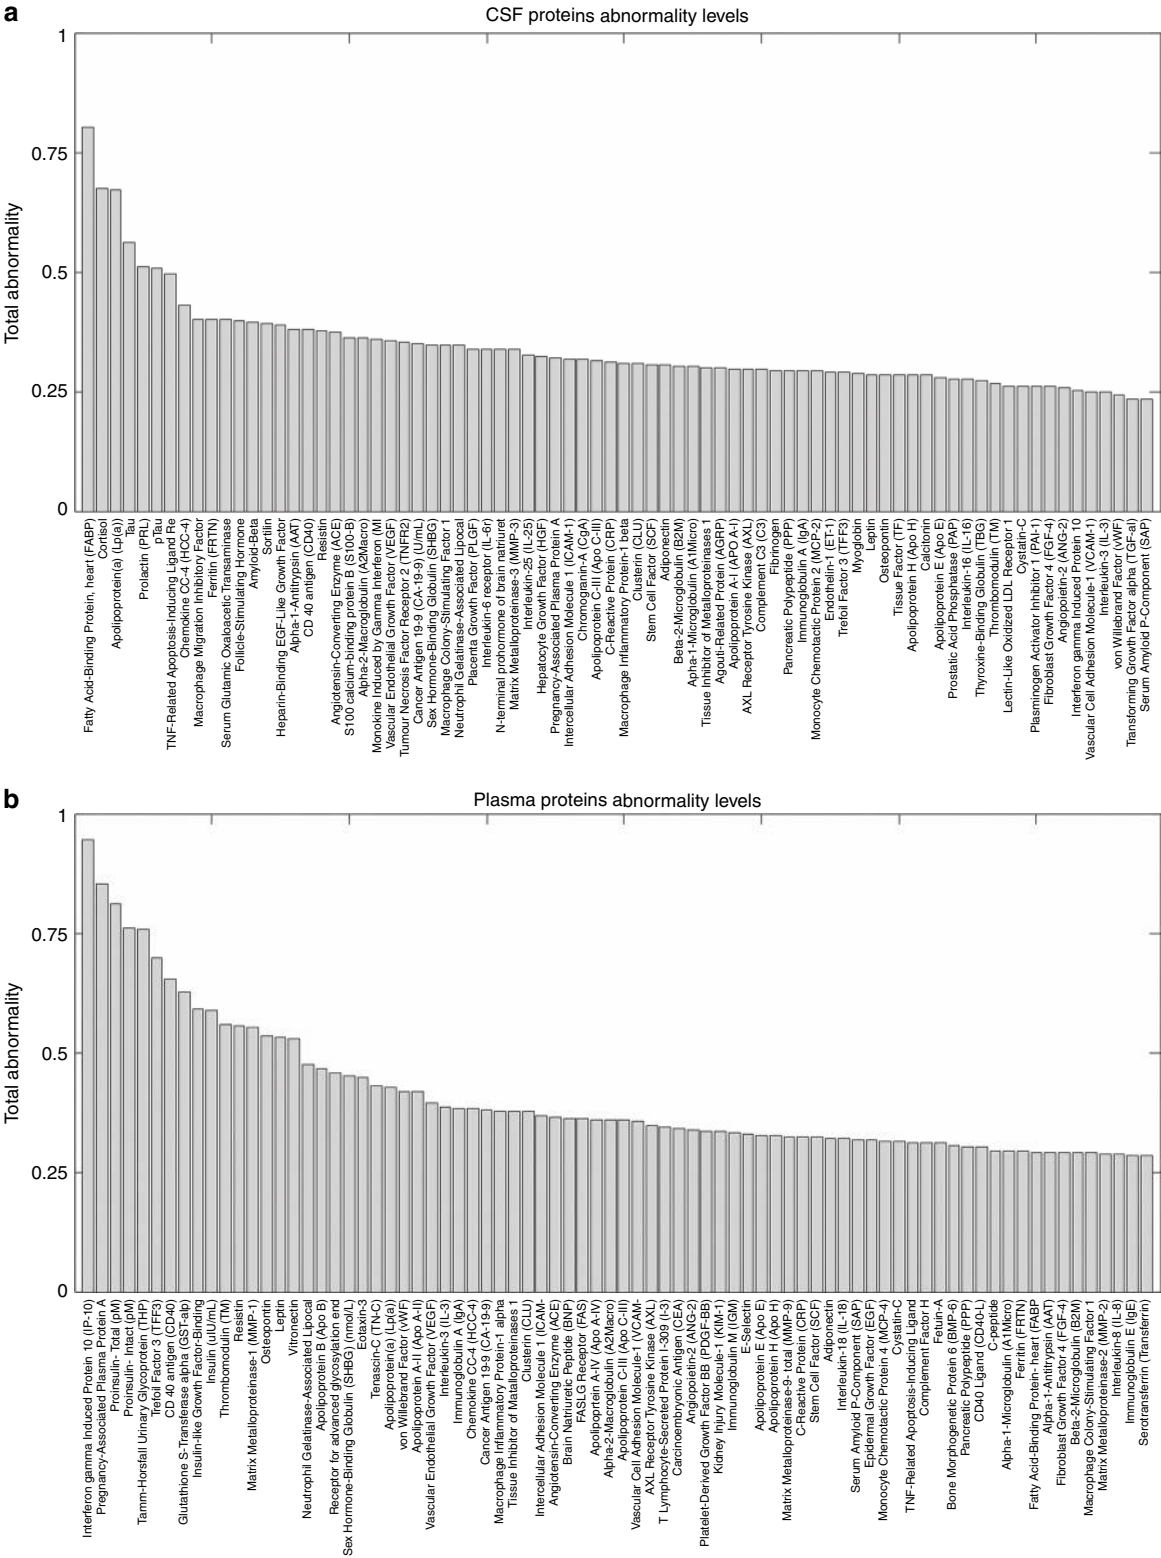 a
CSF proteins abnormality levels
1
0.75
0.5
0.25
0
Total abnormality
Fatty Acid-Binding Protein, heart (FABP)
Cortisol
Apolipoprotein(a) (Lp(a))
Tau
Prolactin (PRL)
pTau
TNF-Related Apoptosis-Inducing Ligand Re
Chemokine CC-4 (HCC-4)
Macrophage Migration Inhibitory Factor
Ferritin (FRTN)
Serum Glutamic Oxaloacetic Transaminase
Follicle-Stimulating Hormone
Amyloid-Beta
Sortilin
Heparin-Binding EGF-Like Growth Factor
Alpha-1-Antitrypsin (AAT)
CD 40 antigen (CD40)
Resistin
Angiotensin-Converting Enzyme (ACE)
S100 calcium-binding protein B (S100-B)
Alpha-2-Macroglobulin (A2Macro)
Monokine Induced by Gamma Interferon (MI
Vascular Endothelial Growth Factor (VEGF)
Tumour Necrosis Factor Receptor 2 (TNFR2)
Cancer Antigen 19-9 (CA-19-9) (U/mL)
Sex Hormone-Binding Globulin (SHBG)
Macrophage Colony-Stimulating Factor 1
Neutrophil Gelatinase-Associated Lipocal
Placenta Growth Factor (PLGF)
Interleukin-6 receptor (IL-6r)
N-terminal prohormone of brain natriuret
Matrix Metalloproteinase-3 (MMP-3)
Interleukin-25 (IL-25)
Hepatocyte Growth Factor (HGF)
Pregnancy-Associated Plasma Protein A
Intercellular Adhesion Molecule 1 (ICAM-1)
Chromogranin-A (CgA)
Apolipoprotein C-III (Apo C-III)
C-Reactive Protein (CRP)
Macrophage Inflammatory Protein-1 beta
Clusterin (CLU)
Stem Cell Factor (SCF)
Adiponectin
Beta-2-Microglobulin (B2M)
Apha-1-Microglobulin (A1Micro)
Tissue Inhibitor of Metalloproteinases 1
Agouti-Related Protein (AGRP)
Apolipoprotein A-I (APO A-I)
AXL Receptor Tyrosine Kinase (AXL)
Complement C3 (C3)
Fibrinogen
Pancreatic Polypeptide (PPP)
Immunoglobulin A (IgA)
Monocyte Chemotactic Protein 2 (MCP-2)
Endothelin-1 (ET-1)
Trefoil Factor 3 (TFF3)
Myoglobin
Leptin
Osteopontin
Tissue Factor (TF)
Apolipoprotein H (Apo H)
Calcitonin
Apolipoprotein E (Apo E)
Prostatic Acid Phosphatase (PAP)
Interleukin-16 (IL-16)
Thyroxine-Binding Globulin (TBG)
Thrombomodulin (TM)
Lectin-Like Oxidized LDL Receptor 1
Cystatin-C
Plasminogen Activator Inhibitor 1 (PAI-1)
Fibroblast Growth Factor 4 (FGF-4)
Angiopoietin-2 (ANG-2)
Interferon gamma Induced Protein 10
Vascular Cell Adhesion Molecule-1 (VCAM-1)
Interleukin-3 (IL-3)
von Willebrand Factor (vWF)
Transforming Growth Factor alpha (TGF-al)
Serum Amyloid P-Component (SAP)
b
Plasma proteins abnormality levels
1
0.75
0.5
0.25
0
Total abnormality
Interferon gamma Induced Protein 10 (IP-10)
Pregnancy-Associated Plasma Protein A
Proinsulin- Total (pM)
Proinsulin- Intact (pM)
Tamm-Horsfall Urinary Glycoprotein (THP)
Trefoil Factor 3 (TFF3)
CD 40 antigen (CD40)
Glutathione S-Transferase alpha (GST-alp)
Insulin-like Growth Factor-Binding
Insulin (uIU/mL)
Thrombomodulin (TM)
Resistin
Matrix Metalloproteinase-1 (MMP-1)
Osteopontin
Leptin
Vitronectin
Neutrophil Gelatinase-Associated Lipocal
Apolipoprotein B (Apo B)
Receptor for advanced glycosylation end
Sex Hormone-Binding Globulin (SHBG) (nmol/L)
Eotaxin-3
Tenascin-C (TN-C)
Apolipoprotein(a) (Lp(a))
von Willebrand Factor (vWF)
Apolipoprotein A-II (Apo A-II)
Vascular Endothelial Growth Factor (VEGF)
Interleukin-3 (IL-3)
Immunoglobulin A (IgA)
Chemokine CC-4 (HCC-4)
Cancer Antigen 19-9 (CA-19-9)
Macrophage Inflammatory Protein-1 alpha
Tissue Inhibitor of Matalloproteinases 1
Clusterin (CLU)
Intercellular Adhesion Molecule 1 (ICAM-
Angiotensin-Converting Enzyme (ACE)
Brain Natriuretic Peptide (BNP)
FASLG Receptor (FAS)
Apolipoprtein A-IV (Apo A-IV)
Alpha-2-Macroglobulin (A2Macro)
Apolipoprotein C-III (Apo C-III)
Vascular Cell Adhesion Molecule-1 (VCAM-
AXL Receptor Tyrosine Kinase (AXL)
T Lymphocyte-Secreted Protein I-309 (I-3)
Carcinoembryonic Antigen (CEA)
Angiopoietin-2 (ANG-2)
Platelet-Derived Growth Factor BB (PDGF-BB)
Kidney Injury Molecule-1 (KIM-1)
Immunoglobulin M (IGM)
E-Selectin
Apolipoprotein E (Apo E)
Apolipoprotein H (Apo H)
Matrix Metalloproteinase-9- total (MMP-9)
C-Reactive Protein (CRP)
Stem Cell Factor (SCF)
Adiponectin
Interleukin-18 (IL-18)
Serum Amyloid P-Component (SAP)
Epidermal Growth Factor (EGF)
Monocyte Chemotactic Protein 4 (MCP-4)
Cystatin-C
TNF-Related Apoptosis-Inducing Ligand
Complement Factor H
Fetuin-A
Bone Morphogenetic Protein 6 (BMP-6)
Pancreatic Polypeptide (PPP)
CD40 Ligand (CD40-L)
C-peptide
Alpha-1-Microglobulin (A1Micro)
Ferritin (FRTN)
Fatty Acid-Binding Protein- heart (FABP
Alpha-1-Antitrypsin (AAT)
Fibroblast Growth Factor 4 (FGF-4)
Beta-2-Microglobulin (B2M)
Macrophage Colony-Stimulating Factor 1
Matrix Metalloproteinase-2 (MMP-2)
Interleukin-8 (IL-8)
Immunoglobulin E (IgE)
Serotransferrin (Transferrin)